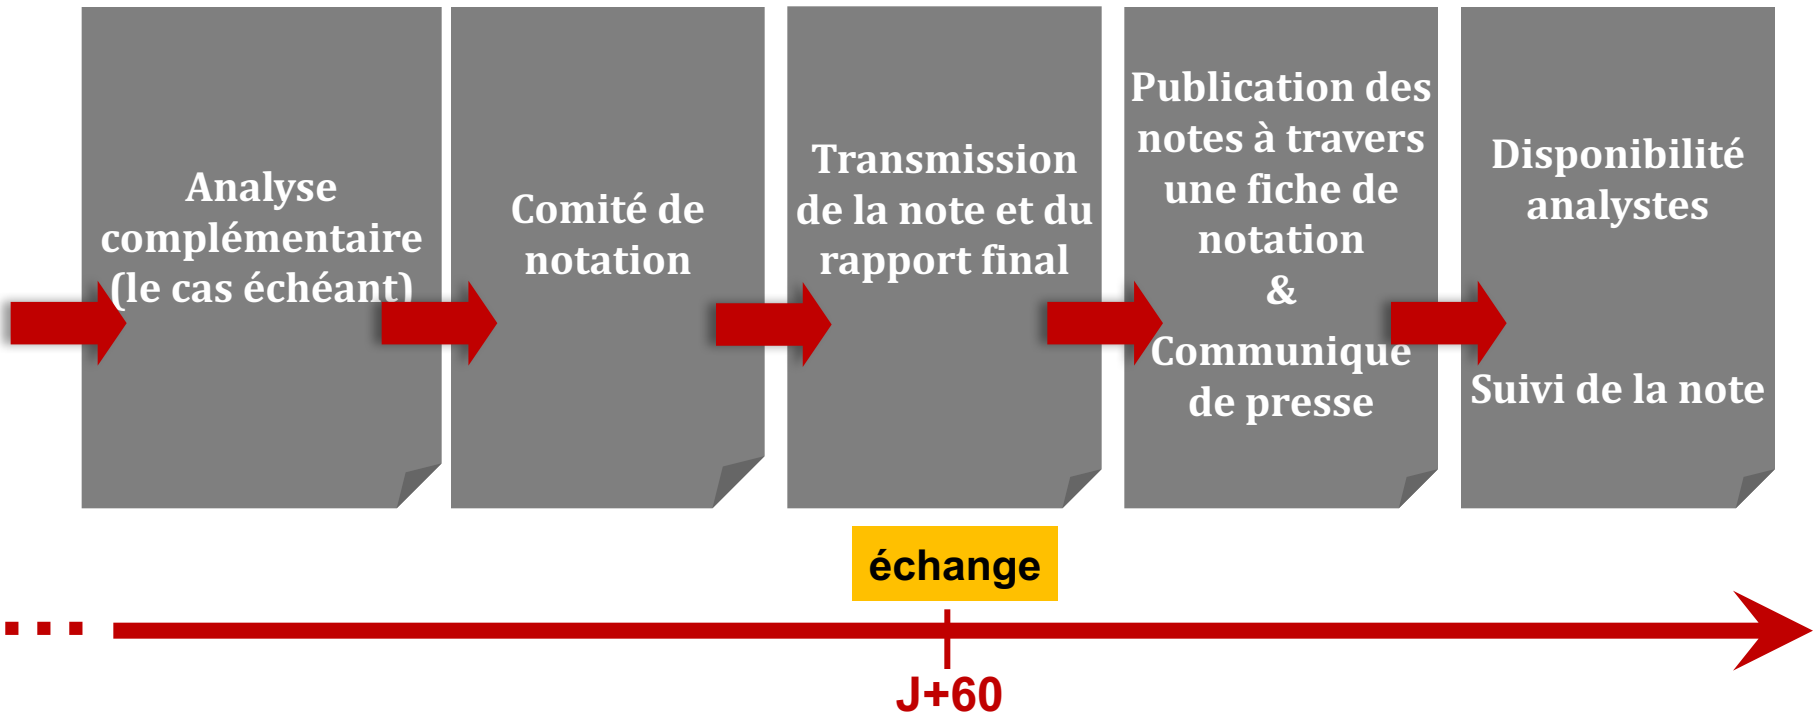 Analyse
complémentaire
(le cas échéant)
Comité de
notation
Transmission
de la note et du
rapport final
Publication des
notes à travers
une fiche de
notation
&
Communiqué
de presse
Disponibilité
analystes
Suivi de la note
échange
...
J+60